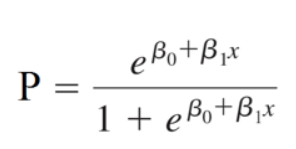 P = e^{β₀+β₁x} / (1 + e^{β₀+β₁x})